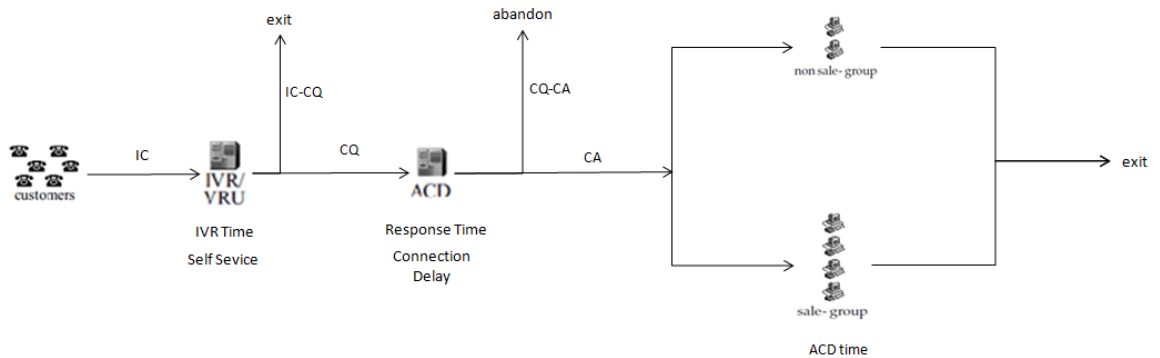 exit
abandon
non sale-group
IC-CQ
CQ-CA
IC
CQ
CA
exit
customers
IVR/
VRU
ACD
IVR Time
Self Sevice
Response Time
Connection
Delay
sale-group
ACD time